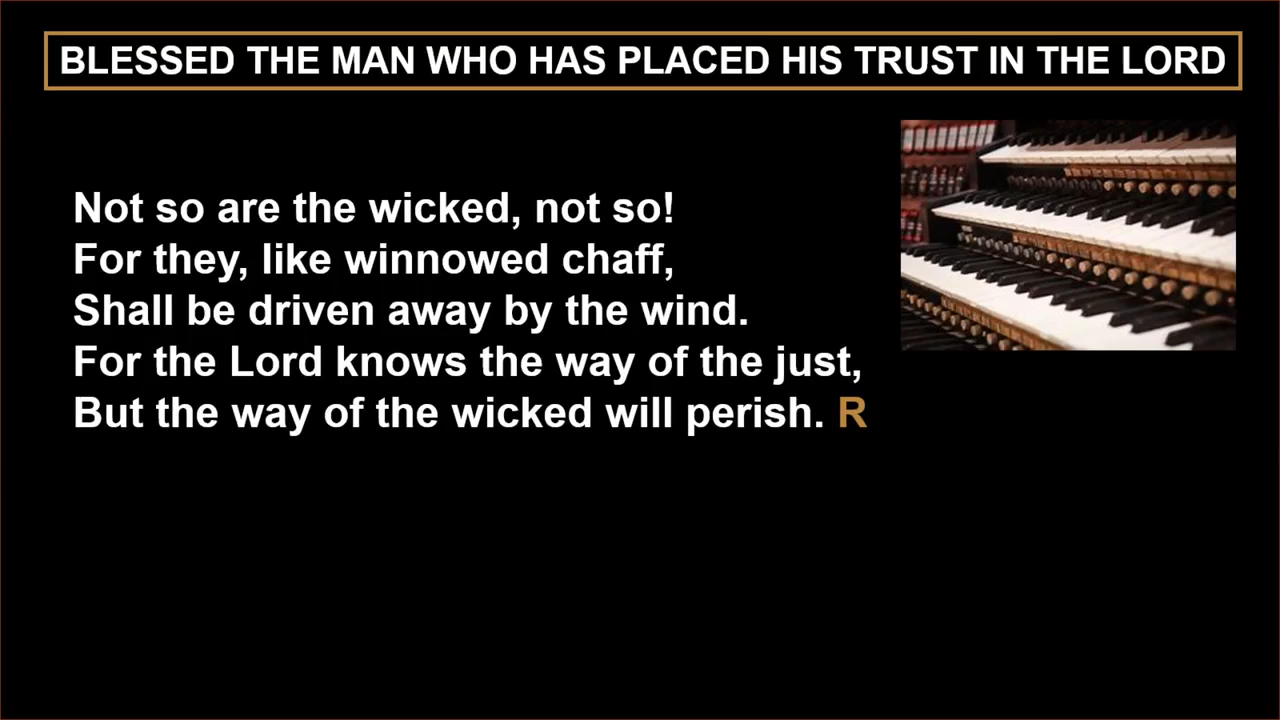 BLESSED THE MAN WHO HAS PLACED HIS TRUST IN THE LORD
Not so are the wicked, not so!
For they, like winnowed chaff,
Shall be driven away by the wind.
For the Lord knows the way of the just,
But the way of the wicked will perish. R